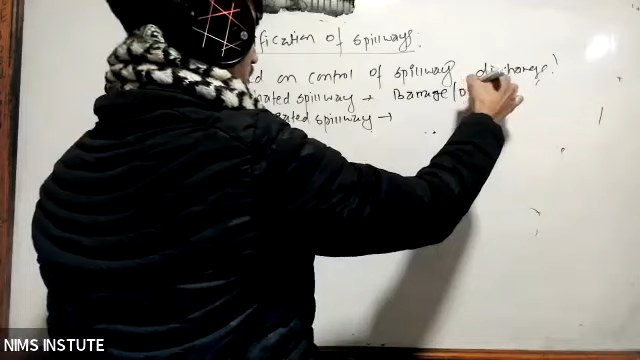 fication of spillways:
d on control of spillway discharge:
ated spillway → Barrage/D
ated spillway →
NIMS INSTUTE